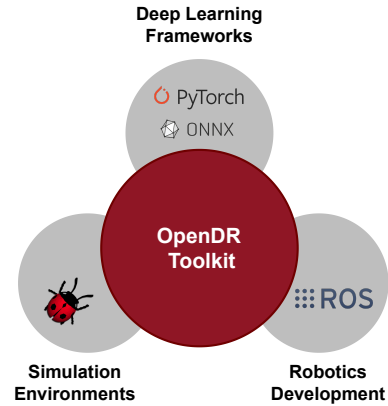 Deep Learning
Frameworks
PyTorch
ONNX
OpenDR
Toolkit
ROS
Simulation
Environments
Robotics
Development